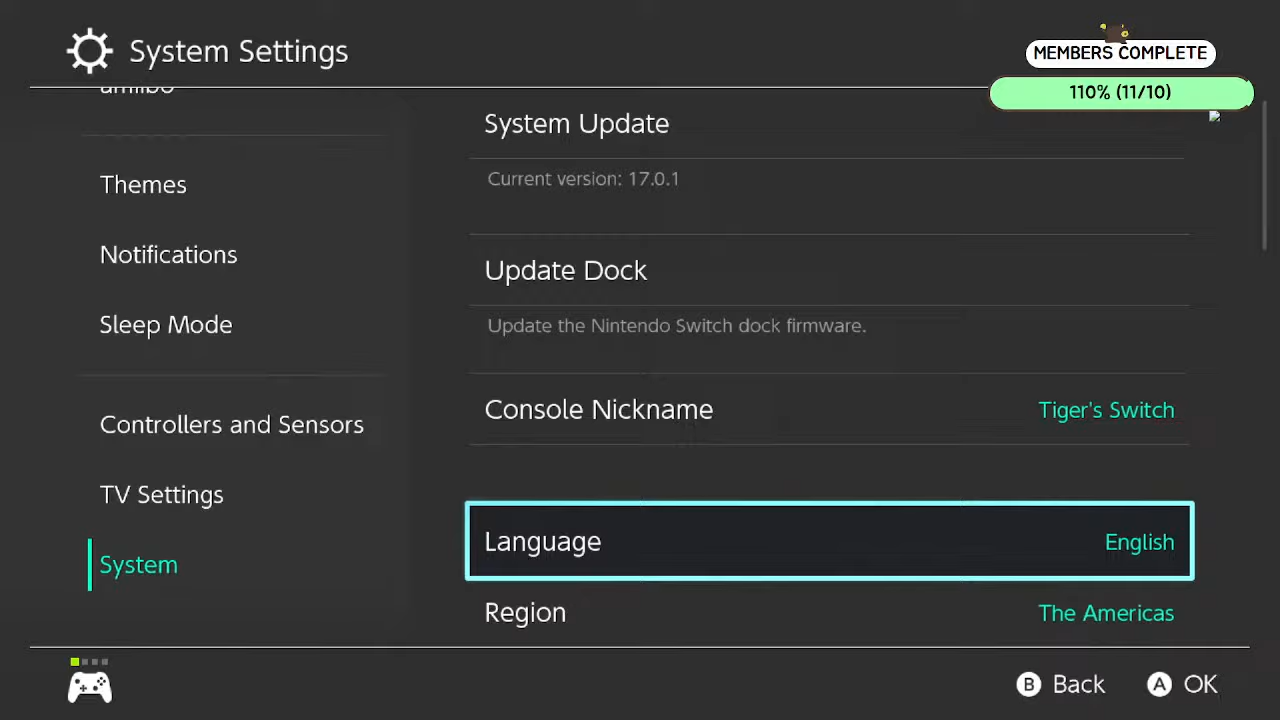 System Settings
MEMBERS COMPLETE
110% (11/10)
amiibo
Themes
Notifications
Sleep Mode
Controllers and Sensors
TV Settings
System
System Update
Current version: 17.0.1
Update Dock
Update the Nintendo Switch dock firmware.
Console Nickname
Tiger's Switch
Language
English
Region
The Americas
B Back
A OK